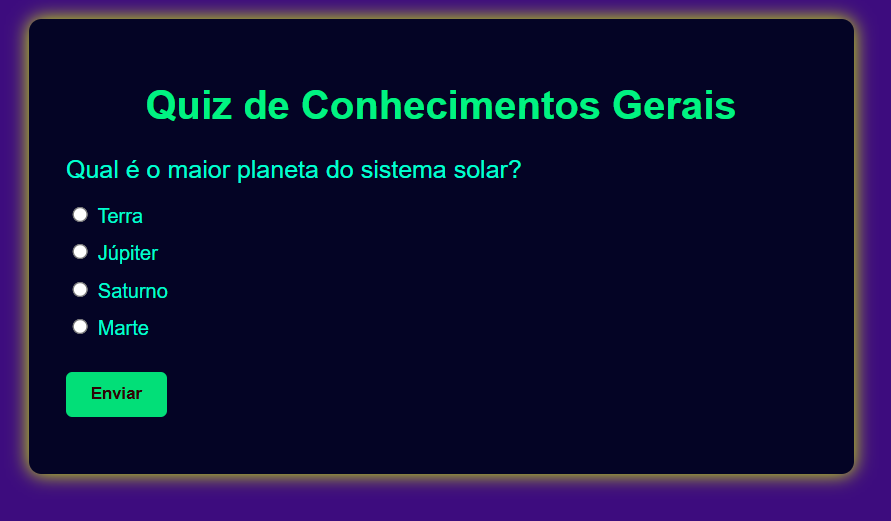 Quiz de Conhecimentos Gerais
Qual é o maior planeta do sistema solar?
Terra
Júpiter
Saturno
Marte
Enviar